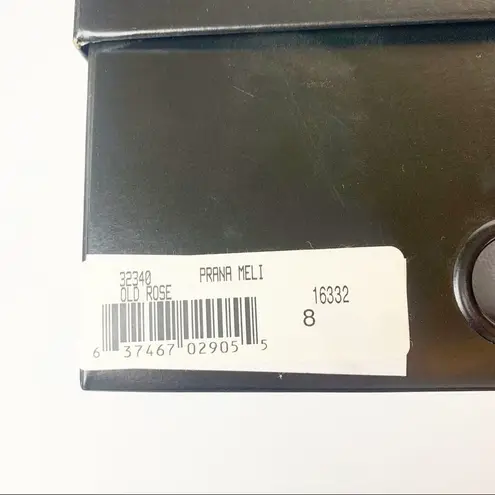 32340 PRANA MELI
OLD ROSE 16332
8
6 37467 02905 5